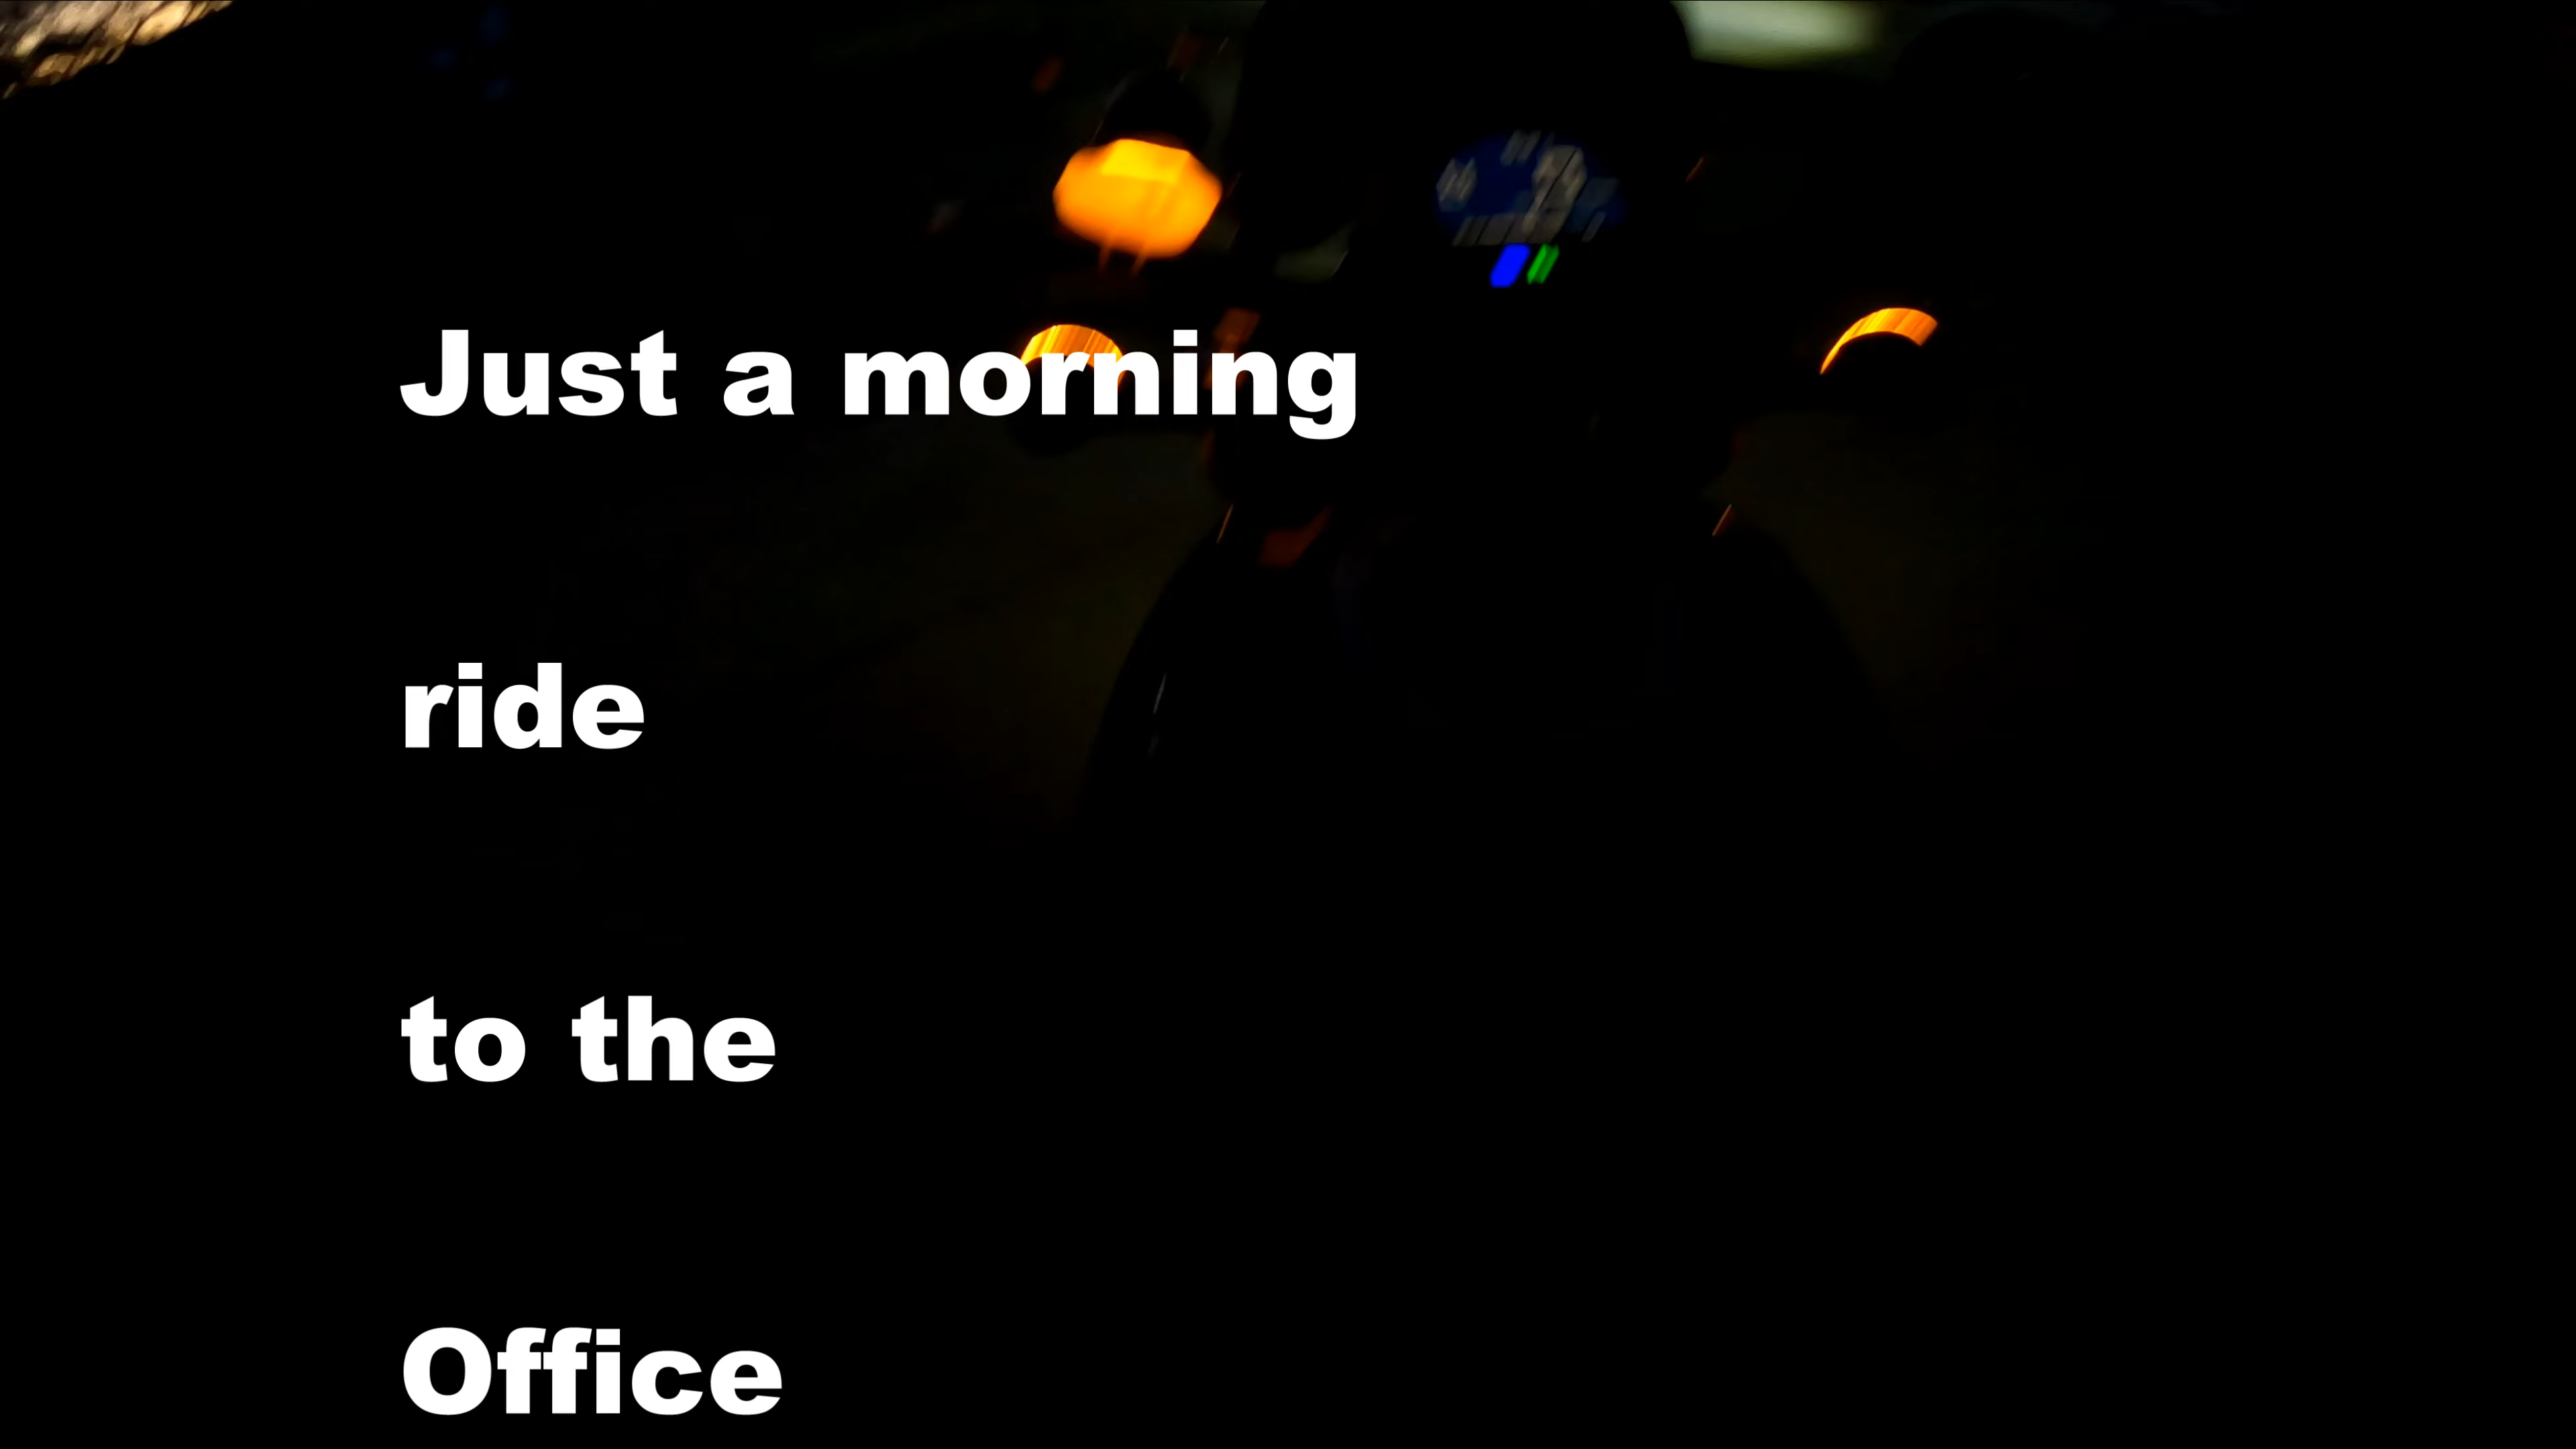 Just a morning
ride
to the
Office